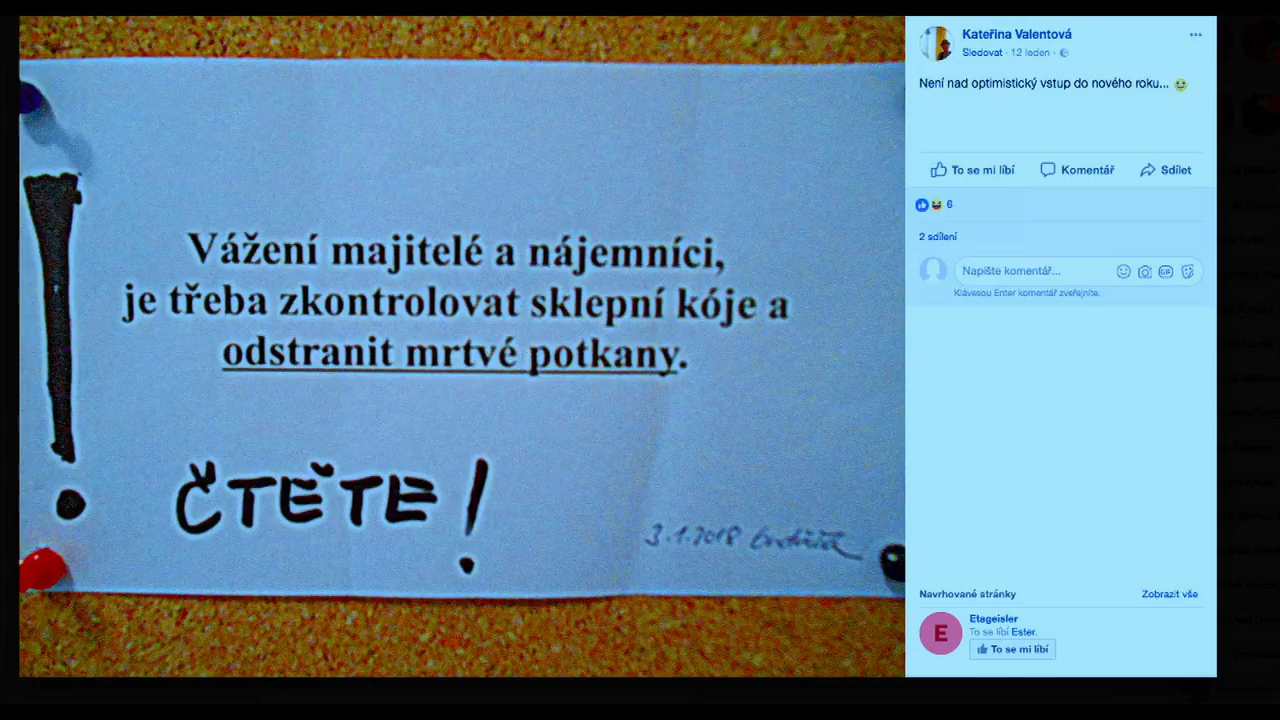 Vážení majitelé a nájemníci,
je třeba zkontrolovat sklepní kóje a
odstranit mrtvé potkany.
ČTĚTE!
3.1.2018
Kateřina Valentová
Sledovat · 12 leden ·
Není nad optimistický vstup do nového roku...
To se mi líbí Komentář Sdílet
6
2 sdílení
Napište komentář...
GIF
Klávesou Enter komentář zveřejníte.
Navrhované stránky Zobrazit vše
E
Etageisler
To se líbí Ester.
To se mi líbí